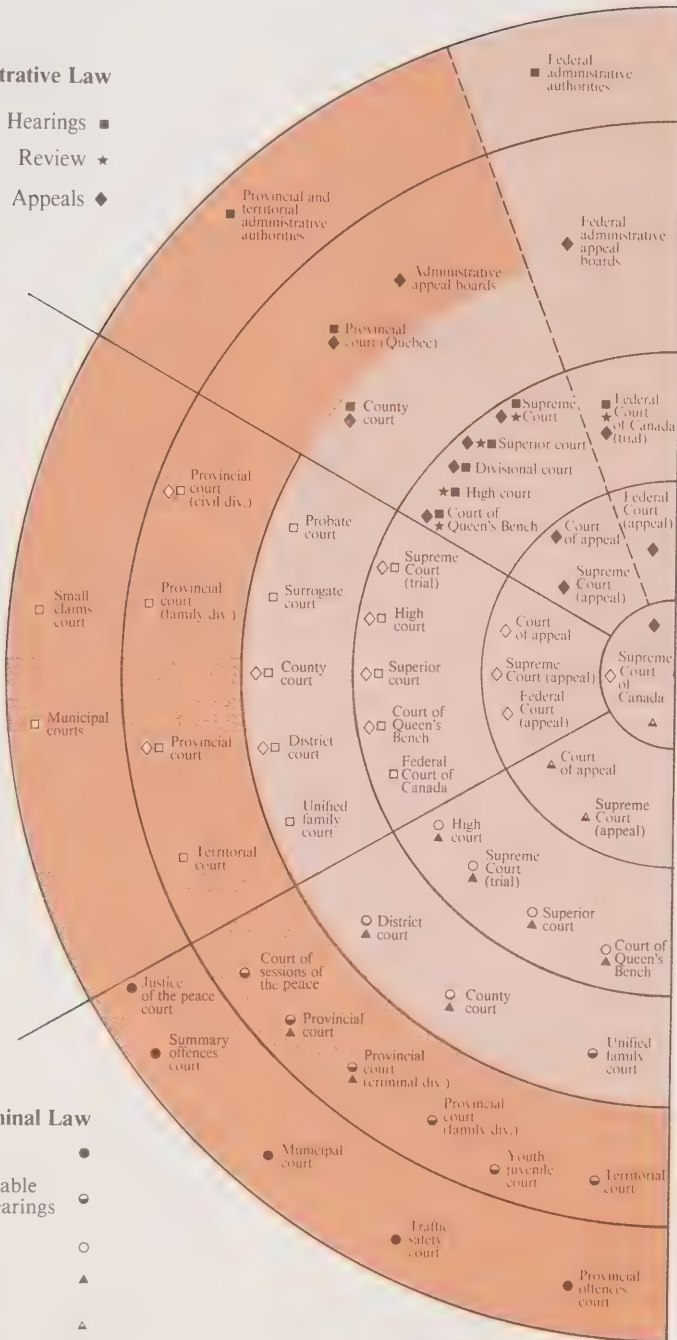 trative Law
Hearings ■
Review ★
Appeals ◆
Federal
administrative
authorities
Provincial and
territorial
administrative
authorities
Federal
administrative
appeal
boards
Administrative
appeal boards
Provincial
court (Quebec)
County
court
Supreme
Court
Superior court
Divisional court
High court
Court of
Queen's Bench
Federal
Court
of Canada
(trial)
Court
of appeal
Supreme
Court
(appeal)
Federal
Court
(appeal)
Provincial
court
(civil div.)
Small
claims
court
Provincial
court
(family div.)
Municipal
courts
Provincial
court
Territorial
court
Probate
court
Surrogate
court
County
court
District
court
Unified
family
court
Supreme
Court
(trial)
High
court
Superior
court
Court of
Queen's
Bench
Federal
Court of
Canada
Court
of appeal
Supreme
Court (appeal)
Federal
Court
(appeal)
Supreme
Court
of
Canada
Court
of appeal
Supreme
Court
(appeal)
High
court
Supreme
Court
(trial)
Superior
court
Court of
Queen's
Bench
District
court
County
court
Unified
family
court
Court of
sessions of
the peace
Provincial
court
Provincial
court
(criminal div.)
Provincial
court
(family div.)
Youth
juvenile
court
Territorial
court
Justice
of the peace
court
Summary
offences
court
Municipal
court
Traffic
safety
court
Provincial
offences
court
minal Law
able
earings